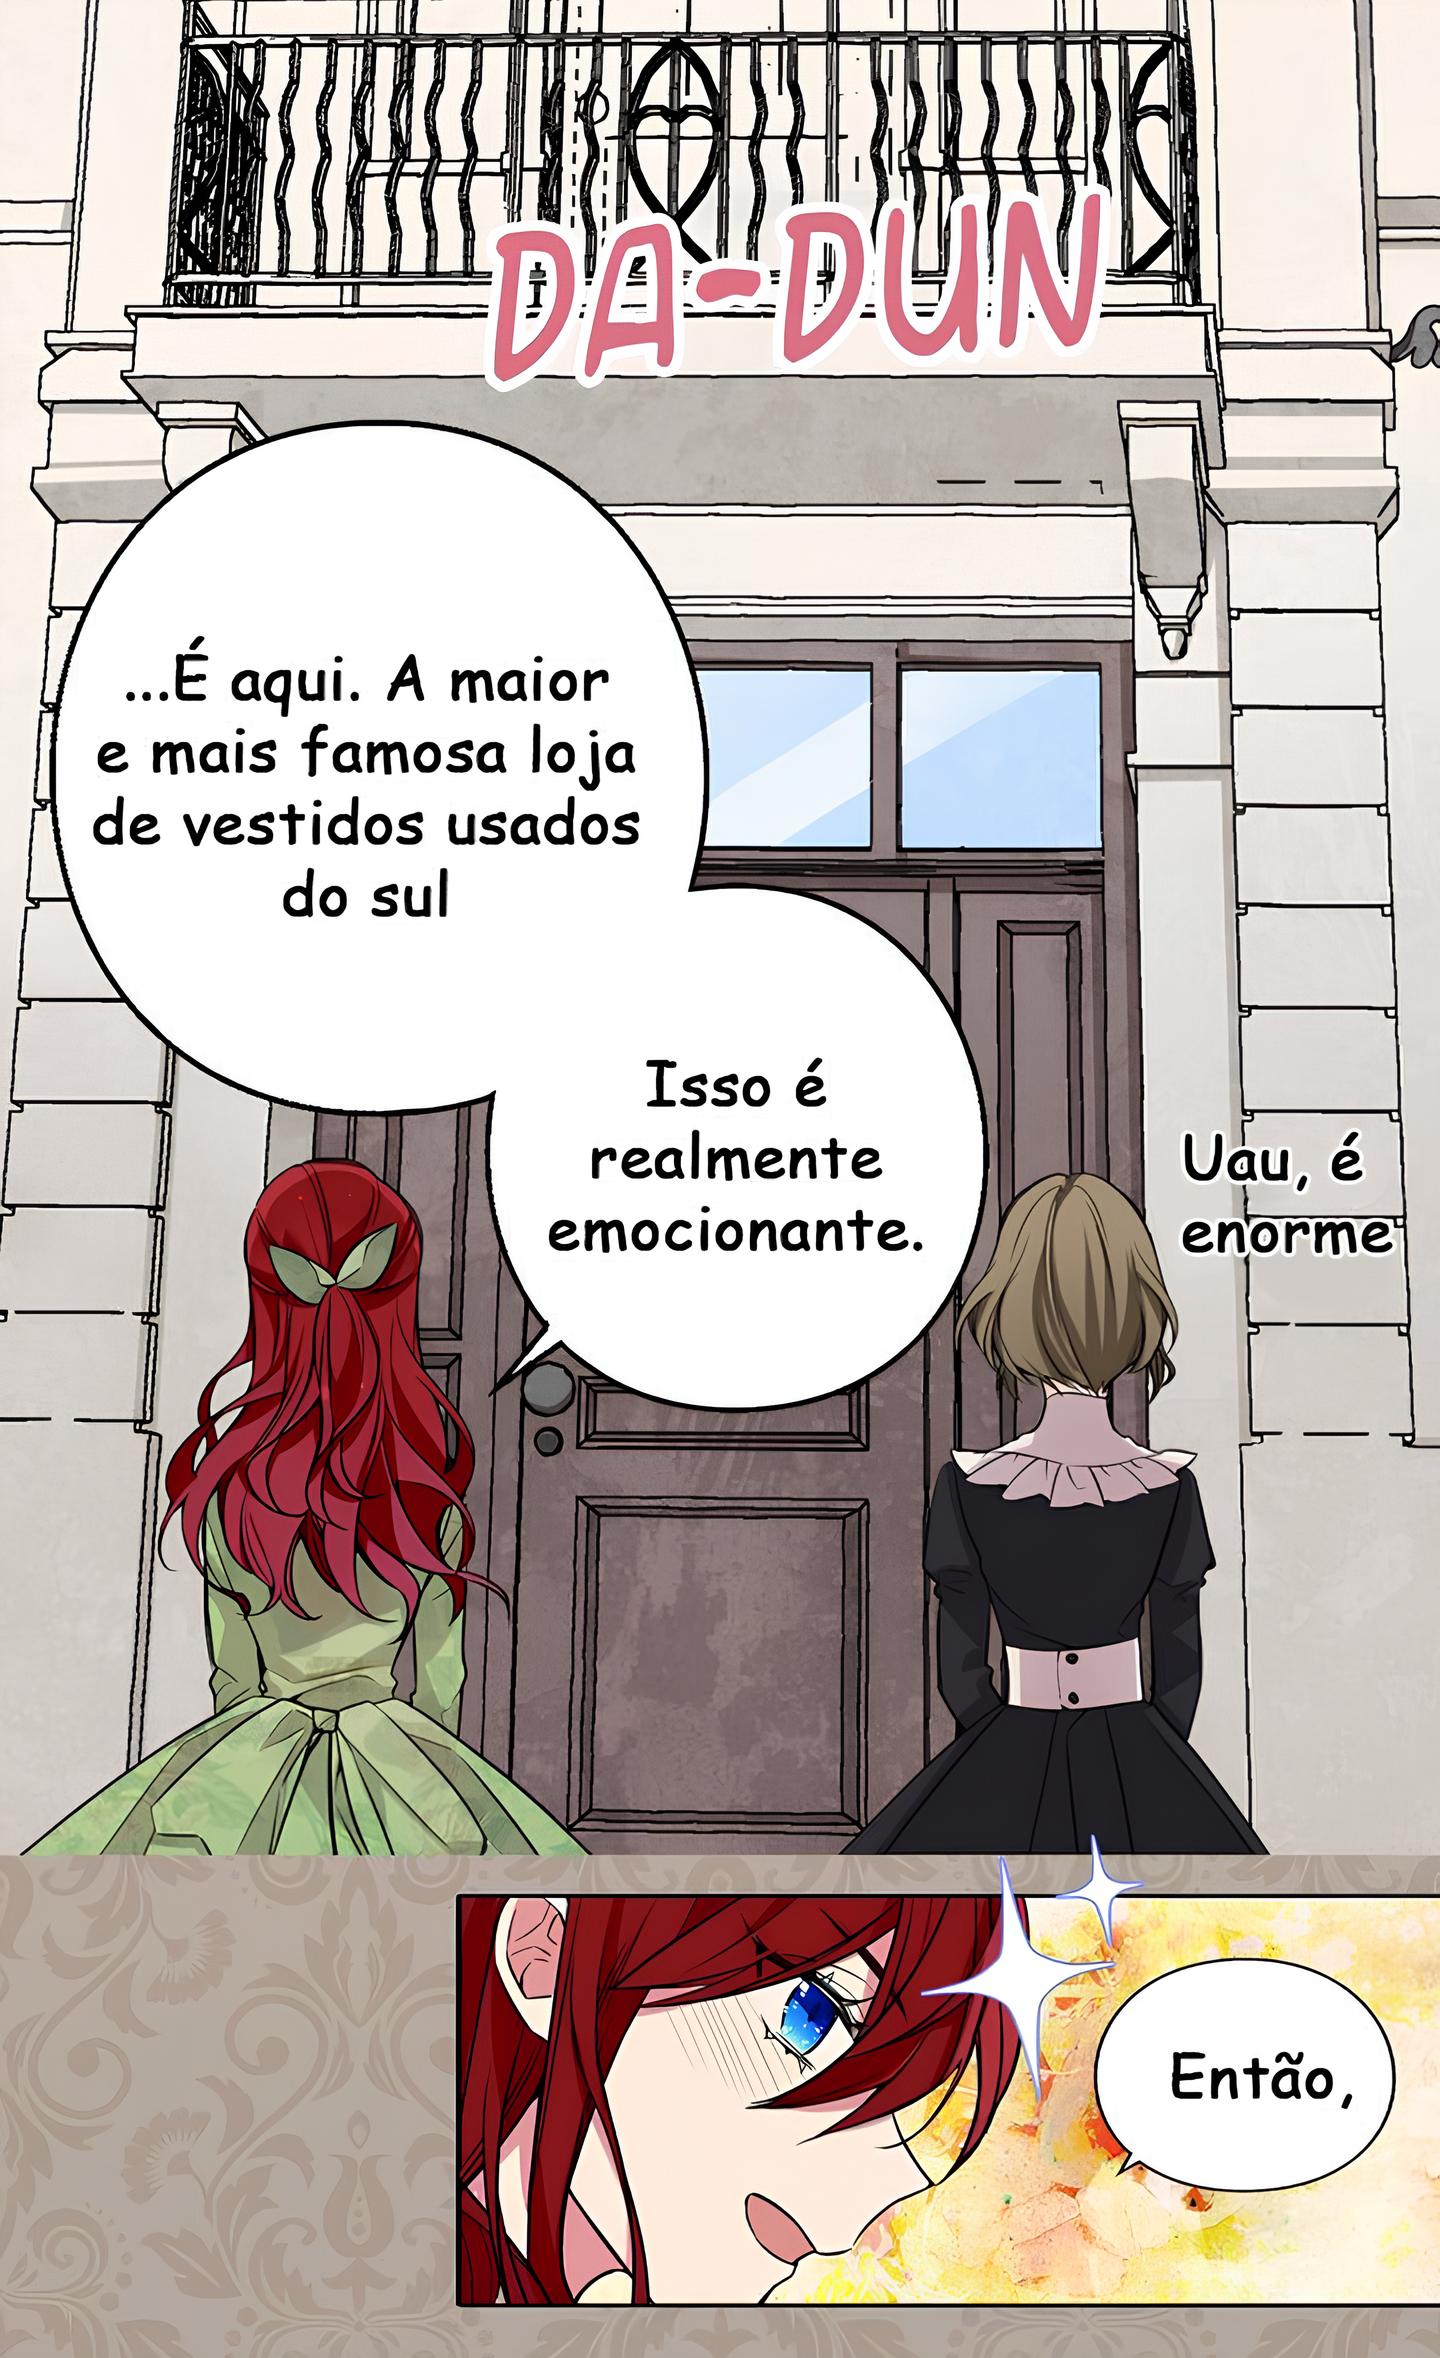 DA-DUN
...É aqui. A maior
e mais famosa loja
de vestidos usados
do sul
Isso é
realmente
emocionante.
Uau, é
enorme
Então,